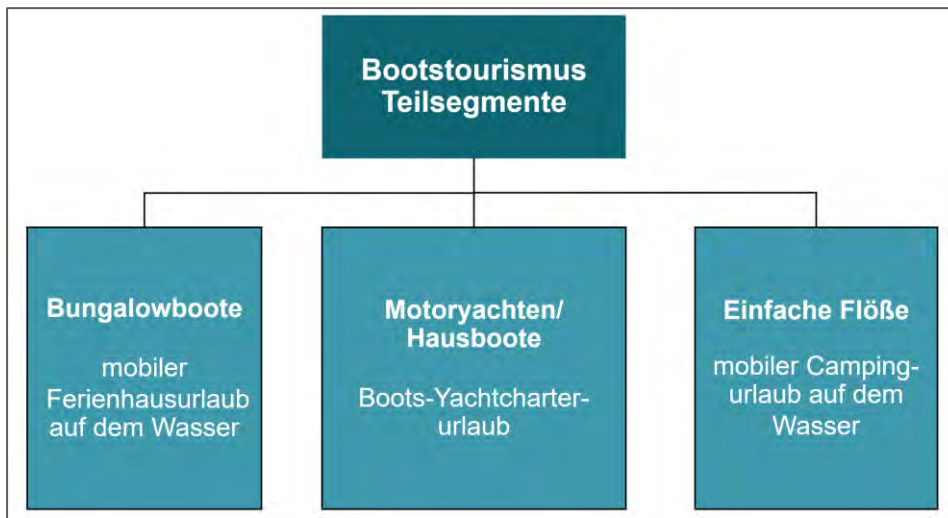 Bootstourismus
Teilsegmente
Bungalowboote
mobiler
Ferienhausurlaub
auf dem Wasser
Motoryachten/
Hausboote
Boots-Yachtcharter-
urlaub
Einfache Flöße
mobiler Camping-
urlaub auf dem
Wasser